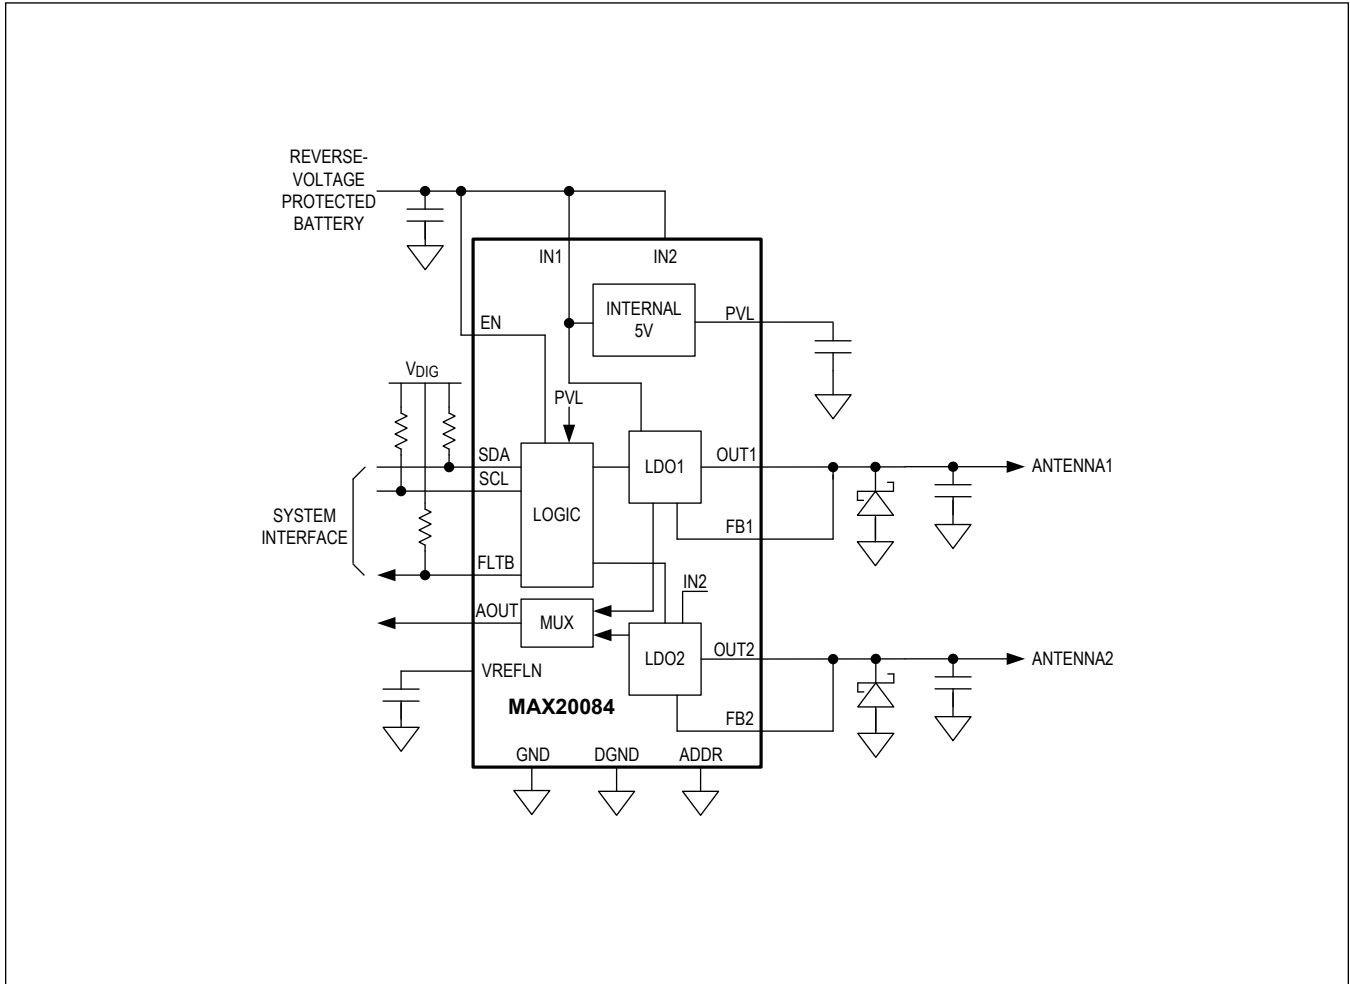 REVERSE-
VOLTAGE
PROTECTED
BATTERY
IN1
IN2
INTERNAL
5V
PVL
EN
VDIG
PVL
SDA
LDO1
OUT1
ANTENNA1
SCL
SYSTEM
INTERFACE
LOGIC
FB1
FLTB
IN2
AOUT
MUX
OUT2
LDO2
ANTENNA2
VREFLN
MAX20084
FB2
GND
DGND
ADDR